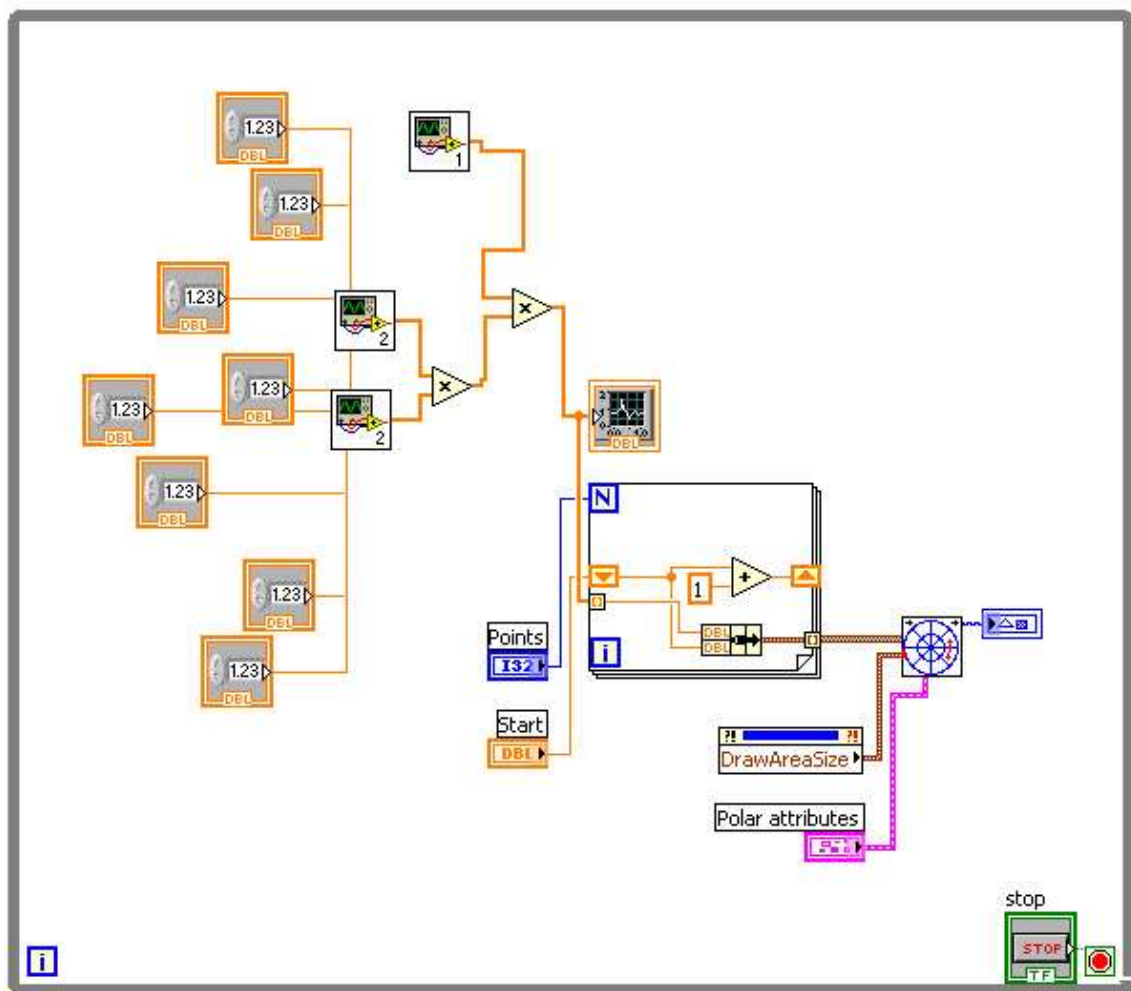 1.23
DBL
1
1.23
DBL
1.23
DBL
2
x
1.23
DBL
1.23
DBL
x
2
DBL
1.23
DBL
N
1.23
DBL
+
1
DBL
DBL
i
Points
I32
1.23
DBL
Start
DBL
?! ?!
DrawAreaSize
Polar attributes
stop
STOP
TF
i